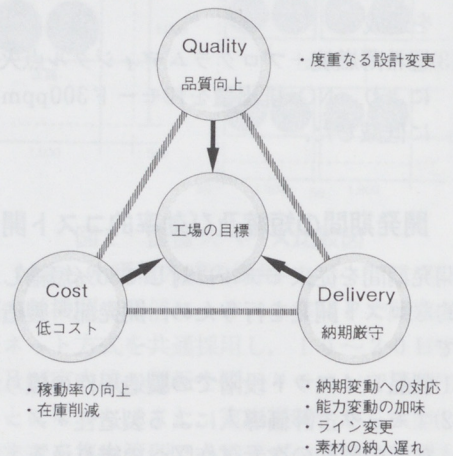 Quality
品質向上
・度重なる設計変更
工場の目標
Cost
低コスト
Delivery
納期厳守
・稼動率の向上
・在庫削減
・納期変動への対応
・能力変動の加味
・ライン変更
・素材の納入遅れ